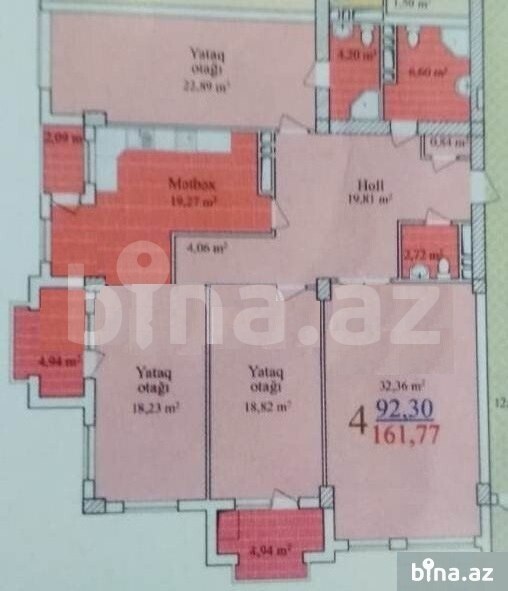 1,50 m²
Yataq
otağı
22,89 m²
4,20 m²
6,60 m²
2,09 m
0,84 m²
Mətbəx
19,27 m²
Holl
19,81 m²
4,06 m²
2,72 m²
bina.az
4,94 m²
Yataq
otağı
18,23 m²
Yataq
otağı
18,82 m²
32,36 m²
4
92,30
161,77
12,
4,94 m²
bina.az